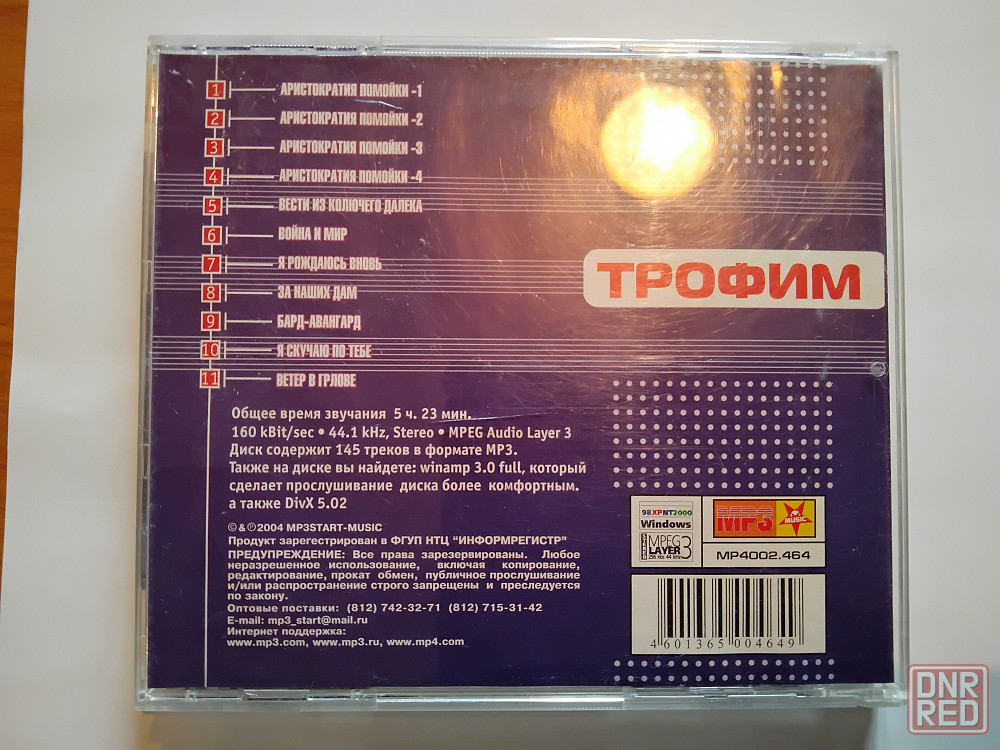 1 АРИСТОКРАТИЯ ПОМОЙКИ -1
2 АРИСТОКРАТИЯ ПОМОЙКИ -2
3 АРИСТОКРАТИЯ ПОМОЙКИ -3
4 АРИСТОКРАТИЯ ПОМОЙКИ -4
5 ВЕСТИ ИЗ КОЛЮЧЕГО ДАЛЕКА
6 ВОЙНА И МИР
7 Я РОЖДАЮСЬ ВНОВЬ
8 ЗА НАШИХ ДАМ
9 БАРД-АВАНГАРД
10 Я СКУЧАЮ ПО ТЕБЕ
11 ВЕТЕР В ГРЛОВЕ
ТРОФИМ
Общее время звучания 5 ч. 23 мин.
160 kBit/sec • 44.1 kHz, Stereo • MPEG Audio Layer 3
Диск содержит 145 треков в формате MP3.
Также на диске вы найдете: winamp 3.0 full, который
сделает прослушивание диска более комфортным.
а также DivX 5.02
© & ℗ 2004 MP3START-MUSIC
Продукт зарегестрирован в ФГУП НТЦ "ИНФОРМРЕГИСТР"
ПРЕДУПРЕЖДЕНИЕ: Все права зарезервированы. Любое
неразрешенное использование, включая копирование,
редактирование, прокат обмен, публичное прослушивание
и/или распространение строго запрещены и преследуется
по закону.
Оптовые поставки: (812) 742-32-71 (812) 715-31-42
E-mail: mp3_start@mail.ru
Интернет поддержка:
www.mp3.com, www.mp3.ru, www.mp4.com
98XPNT2000
Windows
MPEG
LAYER 3
256 kbs 44 kHz
MP3
MUSIC
MP4002.464
4 601365 004649
DNR
RED